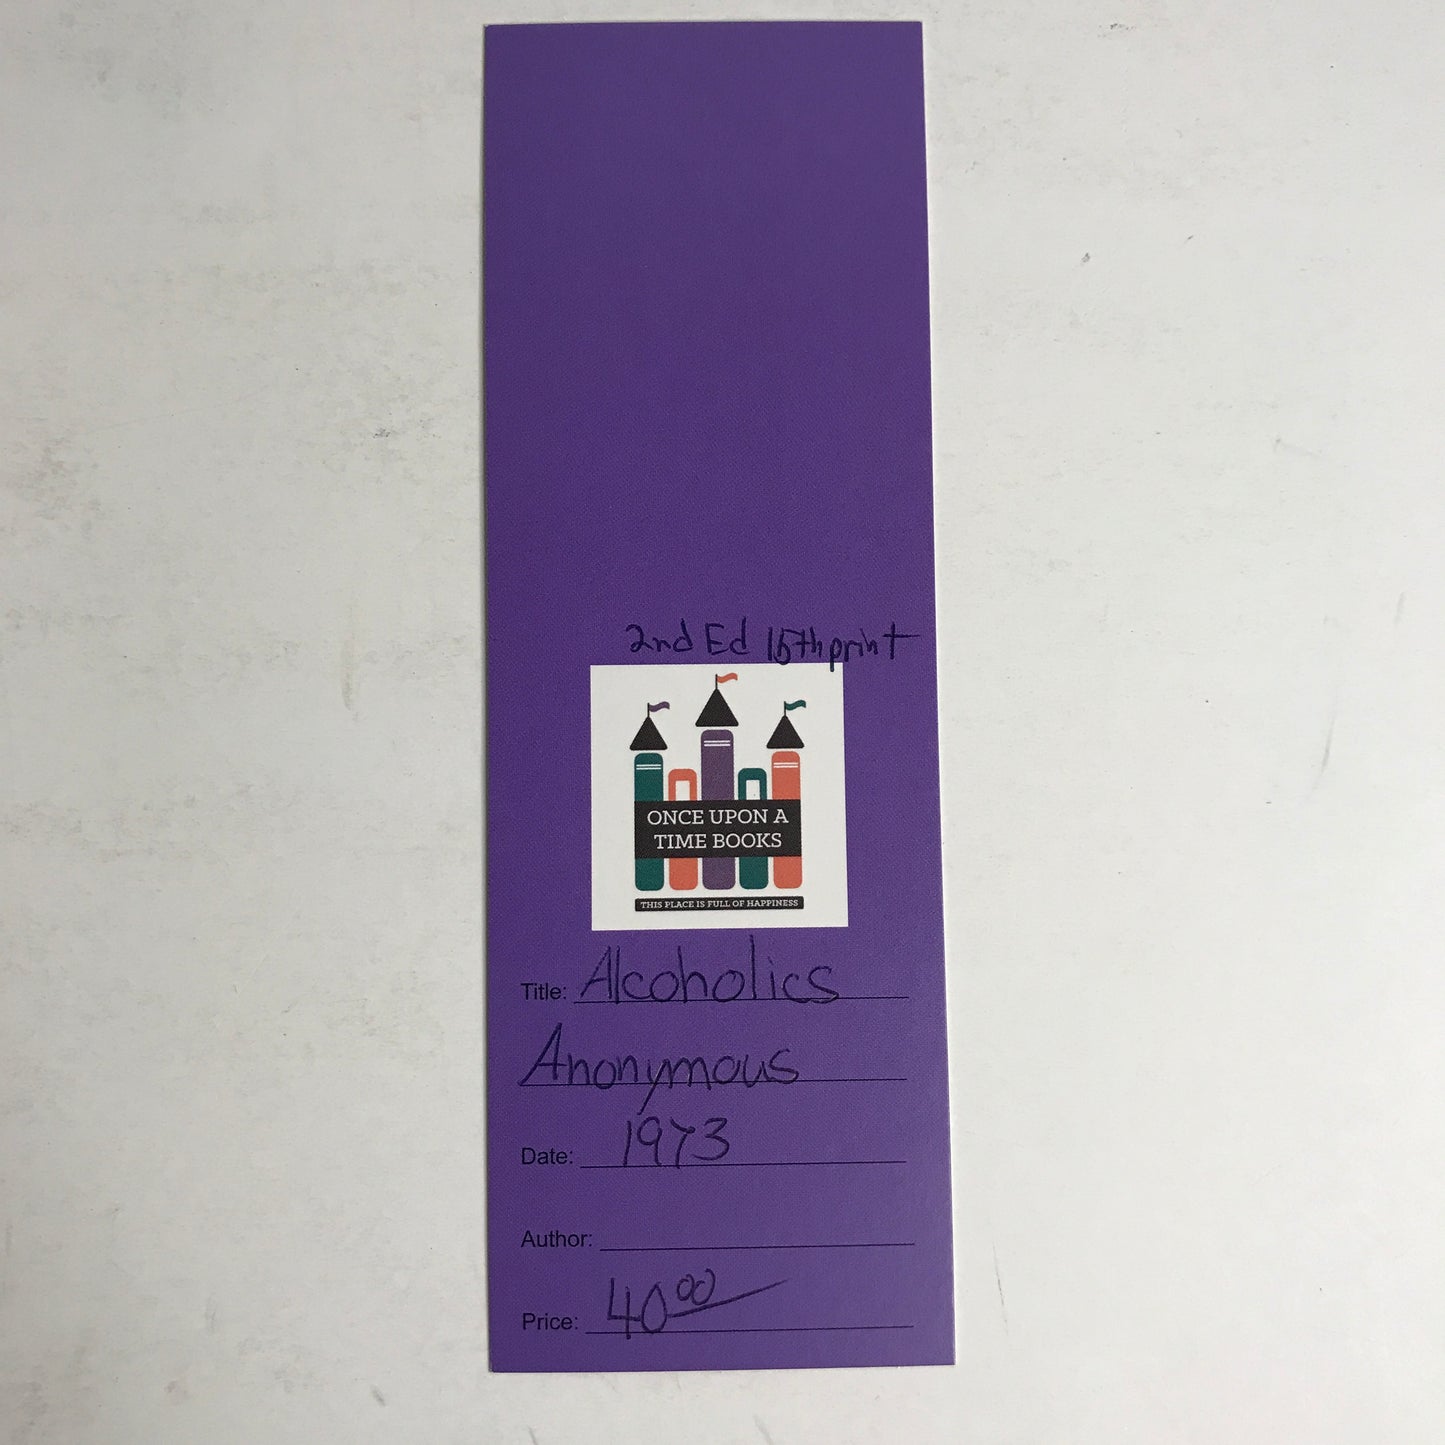 2nd Ed 15th print
ONCE UPON A
TIME BOOKS
THIS PLACE IS FULL OF HAPPINESS
Title: Alcoholics
Anonymous
Date: 1973
Author:
Price: 40 00